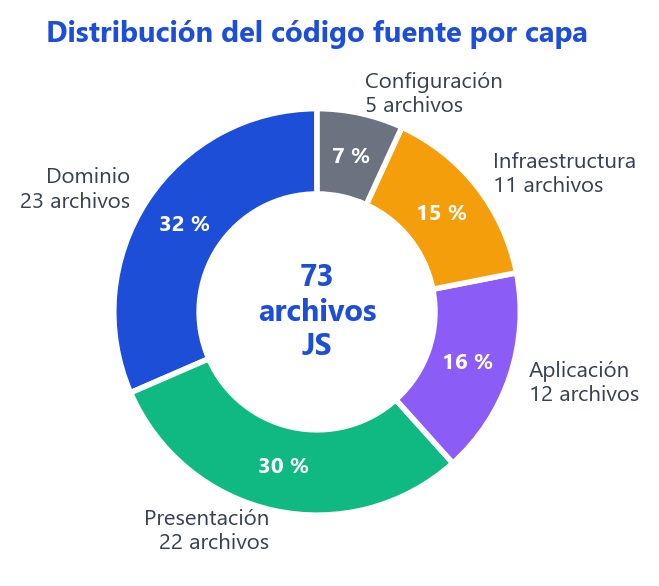 Distribución del código fuente por capa
Configuración
5 archivos
7 %
Infraestructura
11 archivos
15 %
Dominio
23 archivos
32 %
73
archivos
JS
Aplicación
12 archivos
16 %
30 %
Presentación
22 archivos